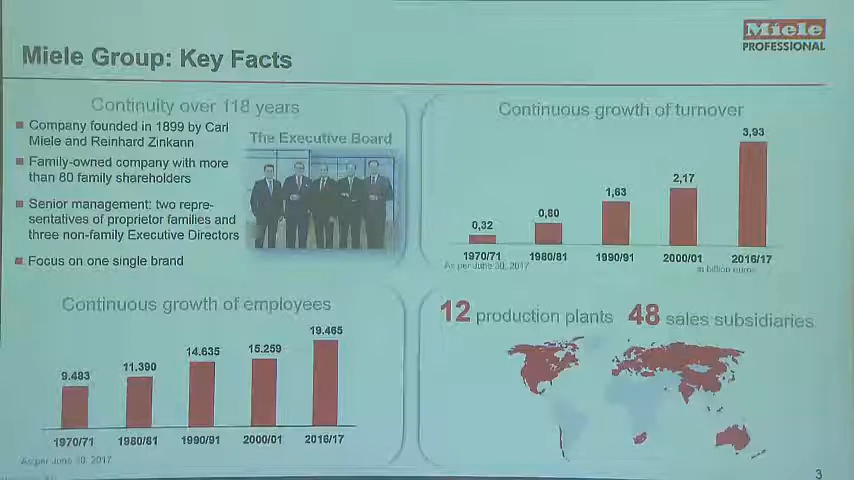 Miele
PROFESSIONAL
Miele Group: Key Facts
Continuity over 118 years
Company founded in 1899 by Carl
Miele and Reinhard Zinkann
Family-owned company with more
than 80 family shareholders
Senior management: two repre-
sentatives of proprietor families and
three non-family Executive Directors
Focus on one single brand
The Executive Board
Continuous growth of turnover
3,93
2,17
1,63
0,80
0,32
1970/71 1980/81 1990/91 2000/01 2016/17
As per June 30, 2017
in billion euros
Continuous growth of employees
19.465
15.259
14.635
11.390
9.483
1970/71 1980/81 1990/91 2000/01 2016/17
As per June 30, 2017
12 production plants 48 sales subsidiaries
3